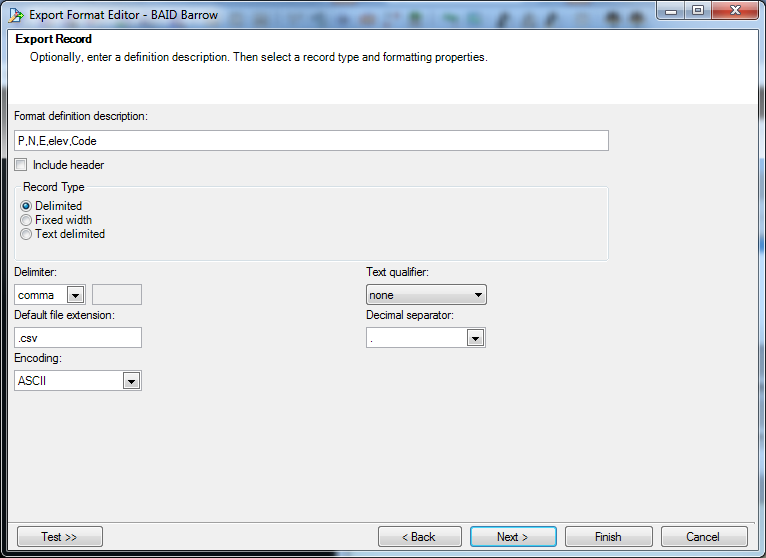 Export Format Editor - BAID Barrow
Export Record
Optionally, enter a definition description. Then select a record type and formatting properties.
Format definition description:
P,N,E,elev,Code
Include header
Record Type
Delimited
Fixed width
Text delimited
Delimiter:
Text qualifier:
comma
none
Default file extension:
Decimal separator:
.csv
.
Encoding:
ASCII
Test >>
< Back
Next >
Finish
Cancel